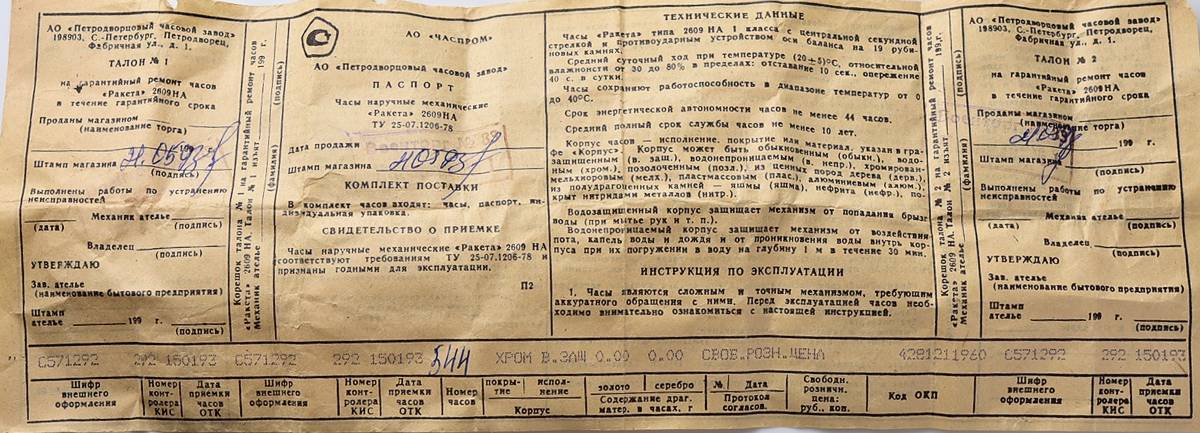 АО «Петродворцовый часовой завод»
198903, С.-Петербург, Петродворец,
Фабричная ул., д. 1.
ТАЛОН № 1
на гарантийный ремонт часов
«Ракета» 2609НА
в течение гарантийного срока
Проданы магазином
(наименование торга)
Штамп магазина
(подпись)
Выполнены работы по устранению
неисправностей
Механик ателье
(дата) (подпись)
Владелец
(подпись)
УТВЕРЖДАЮ
Зав. ателье
(наименование бытового предприятия)
Штамп
ателье 199 г.
(подпись)
Корешок талона № 1 на гарантийный ремонт часов
«Ракета» 2609 НА. Талон № 1 изъят 199 г.
Механик ателье
(фамилия) (подпись)
АО «ЧАСПРОМ»
АО «Петродворцовый часовой завод»
ПАСПОРТ
Часы наручные механические
«Ракета» 2609НА
ТУ 25-07.1206-78
Дата продажи
Штамп магазина
КОМПЛЕКТ ПОСТАВКИ
В комплект часов входят: часы, паспорт, ин-
дивидуальная упаковка.
СВИДЕТЕЛЬСТВО О ПРИЕМКЕ
Часы наручные механические «Ракета» 2609 НА
соответствуют требованиям ТУ 25-07.1206-78 и
признаны годными для эксплуатации.
П2
ТЕХНИЧЕСКИЕ ДАННЫЕ
Часы «Ракета» типа 2609 НА 1 класса с центральной секундной
стрелкой и противоударным устройством оси баланса на 19 руби-
новых камнях.
Средний суточный ход при температуре (20±5)°С, относительной
влажности от 30 до 80% в пределах: отставание 10 сек., опережение
40 с. в сутки.
Часы сохраняют работоспособность в диапазоне температур от 0
до 40°С.
Срок энергетической автономности часов не менее 44 часов.
Средний полный срок службы часов не менее 10 лет.
Корпус часов — исполнение, покрытие или материал, указан в гра-
фе «Корпус». Корпус может быть обыкновенный (обыкн.), водо-
защищенным (в. защ.), водонепроницаемым (в. непр.), хромирован-
ным (хром.), позолоченным (позл.), из ценных пород дерева (дерв.),
мельхиоровым (мелх.), пластмассовым (плас.), алюминиевым (алюм.),
из полудрагоценных камней — яшмы (яшма), нефрита (нефр.), по-
крыт нитридами металлов (нитр.).
Водозащищенный корпус защищает механизм от попадания брызг
воды (при мытье рук и т. п.).
Водонепроницаемый корпус защищает механизм от воздействия
пота, капель воды и дождя и от проникновения воды внутрь кор-
пуса при их погружении в воду на глубину 1 м в течение 30 мин.
ИНСТРУКЦИЯ ПО ЭКСПЛУАТАЦИИ
1. Часы являются сложным и точным механизмом, требующим
аккуратного обращения с ними. Перед эксплуатацией часов необ-
ходимо внимательно ознакомиться с настоящей инструкцией.
Корешок талона № 2 на гарантийный ремонт часов
«Ракета» 2609 НА. Талон № 2 изъят 199 г.
Механик ателье
(фамилия) (подпись)
АО «Петродворцовый часовой завод»
198903, С.-Петербург, Петродворец,
Фабричная ул., д. 1.
ТАЛОН № 2
на гарантийный ремонт часов
«Ракета» 2609НА
в течение гарантийного срока
Проданы магазином
199 г.
(наименование торга)
Штамп магазина
(подпись)
Выполнены работы по устранению
неисправностей
Механик ателье
(дата) (подпись)
Владелец
(подпись)
УТВЕРЖДАЮ
Зав. ателье
(наименование бытового предприятия)
Штамп
ателье 199 г.
(подпись)
0571292 292 150193 0571292 292 150193 544 ХРОМ В.ЗАЩ 0.00 0.00 СВОБ.РОЗН.ЦЕНА 4281211960 0571292 292 150193
Шифр внешнего оформления
Номер контролера КИС
Дата приемки часов ОТК
Шифр внешнего оформления
Номер контролера КИС
Дата приемки часов ОТК
Номер часов
покрытие
исполнение
Корпус
золото
серебро
Содержание драг. матер. в часах, г
№
Дата
Протокол согласов.
Свободн. розничн. цена: руб., коп.
Код ОКП
Шифр внешнего оформления
Номер контролера КИС
Дата приемки часов ОТК